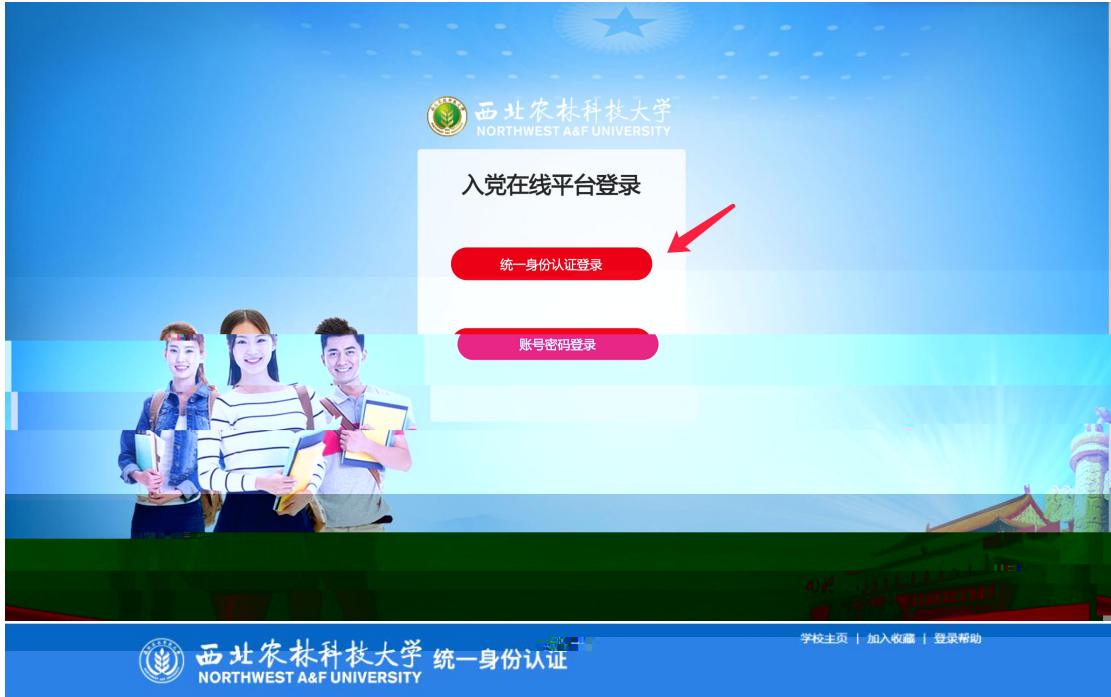 西北农林科技大学
NORTHWEST A&F UNIVERSITY
入党在线平台登录
统一身份认证登录
账号密码登录
学校主页 | 加入收藏 | 登录帮助
西北农林科技大学 统一身份认证
NORTHWEST A&F UNIVERSITY